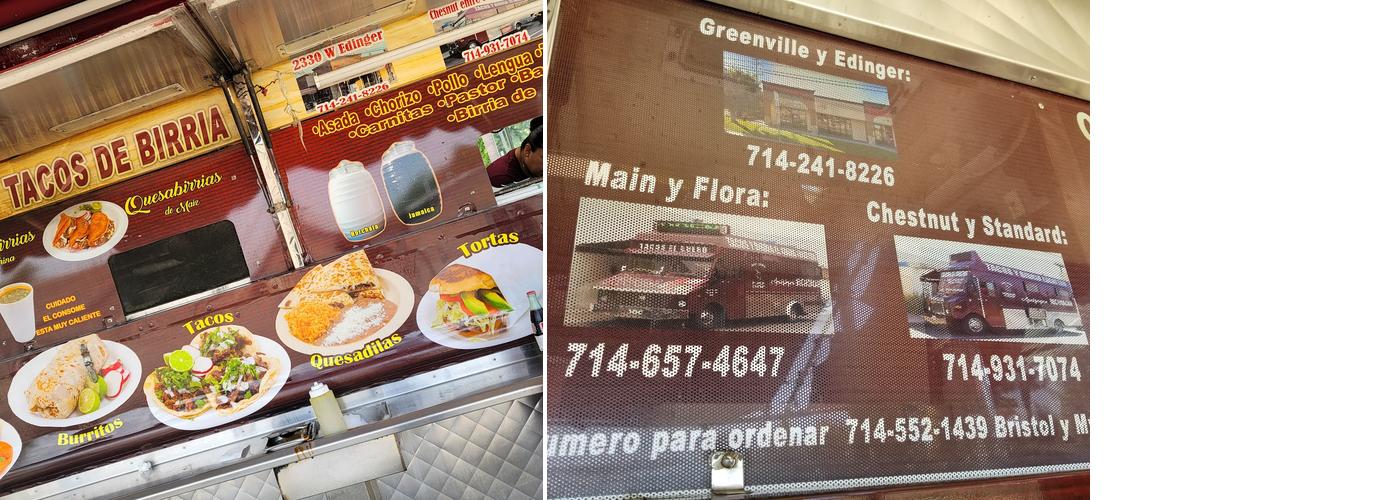 2330 W Edinger
714-241-8226
Chesnut entre
714-931-7074
•Asada •Chorizo •Pollo •Lengua
•Carnitas •Pastor
•Birria de
TACOS DE BIRRIA
Quesabirrias
de Maiz
Horchata
Jamaica
CUIDADO
EL CONSOME
ESTA MUY CALIENTE
Tacos
Quesadillas
Tortas
Burritos
Greenville y Edinger:
714-241-8226
Main y Flora:
714-657-4647
Chestnut y Standard:
714-931-7074
umero para ordenar 714-552-1439 Bristol y